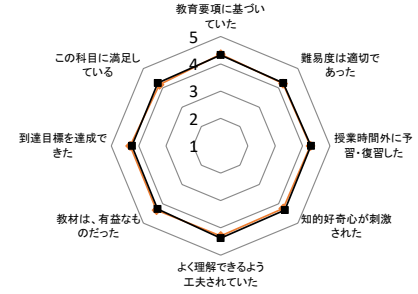 教育要項に基づい
ていた
難易度は適切で
あった
授業時間外に予
習・復習した
知的好奇心が刺激
された
よく理解できるよう
工夫されていた
教材は、有益なも
のだった
到達目標を達成で
きた
この科目に満足し
ている
5
4
3
2
1